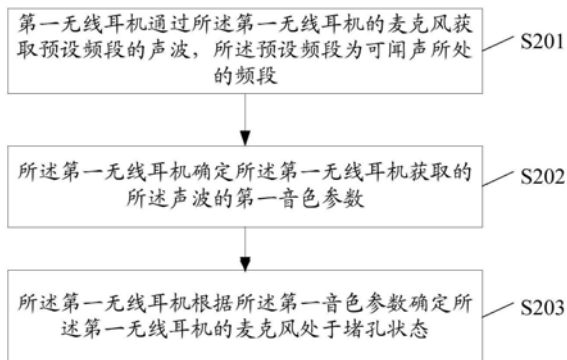 第一无线耳机通过所述第一无线耳机的麦克风获
取预设频段的声波，所述预设频段为可闻声所处
的频段
S201
所述第一无线耳机确定所述第一无线耳机获取的
所述声波的第一音色参数
S202
所述第一无线耳机根据所述第一音色参数确定所
述第一无线耳机的麦克风处于堵孔状态
S203